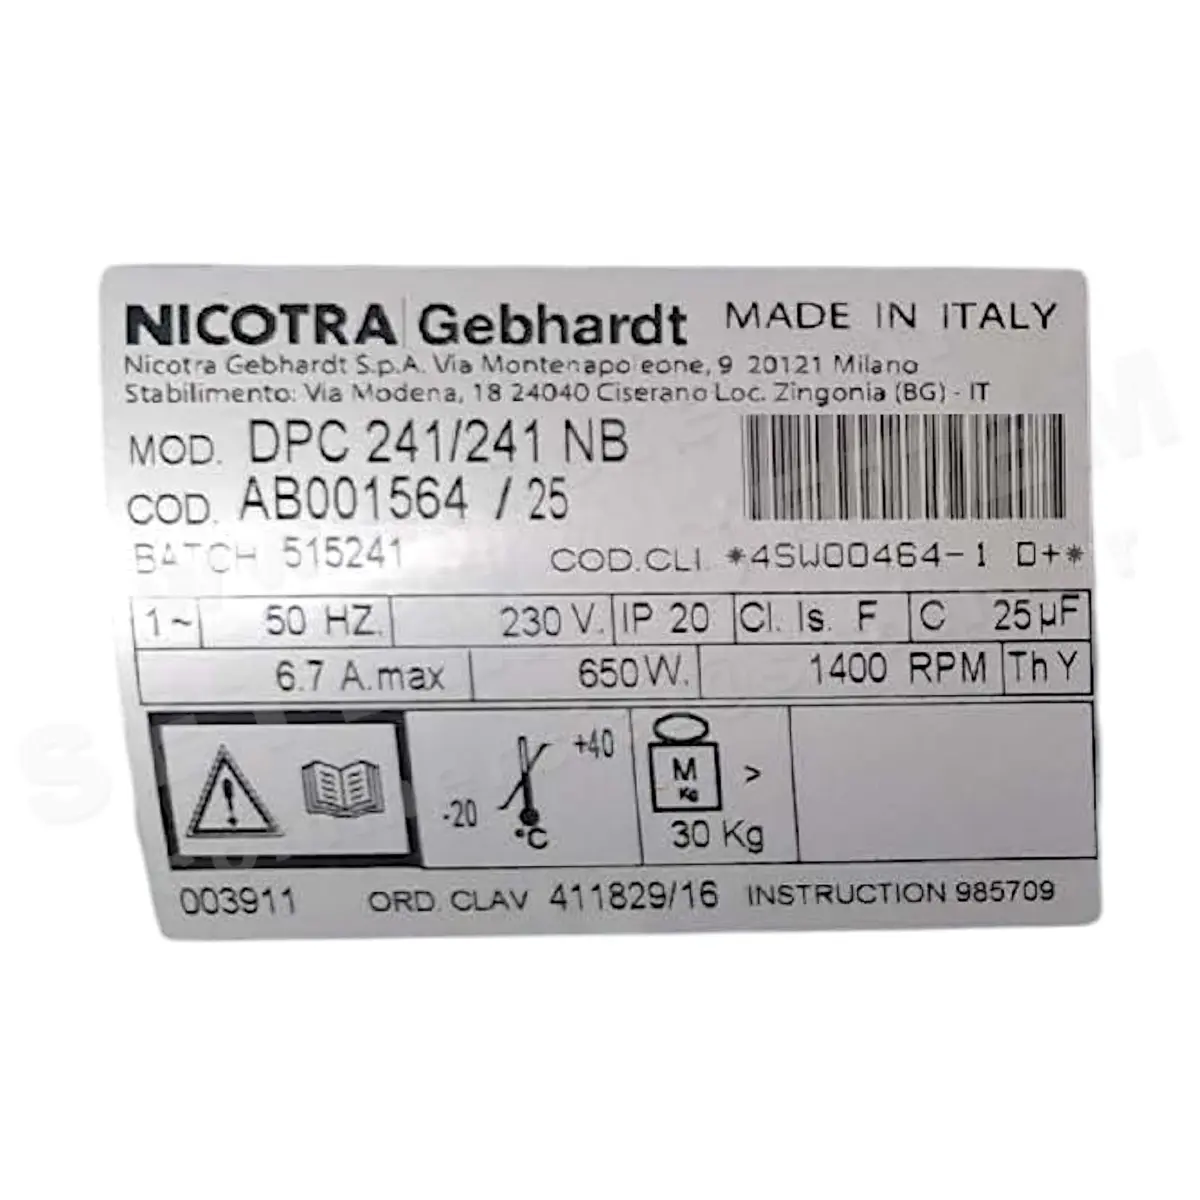 NICOTRA Gebhardt MADE IN ITALY
Nicotra Gebhardt S.p.A. Via Montenapo eone, 9 20121 Milano
Stabilimento: Via Modena, 18 24040 Ciserano Loc. Zingonia (BG) - IT
MOD. DPC 241/241 NB
COD. AB001564 / 25
BATCH 515241 COD.CLI. *4SW00464-1 0+*
1~ 50 HZ. 230 V. IP 20 Cl. Is. F C 25µF
6.7 A.max 650W. 1400 RPM Th Y
-20 +40 °C
M Kg >
30 Kg
003911 ORD. CLAV 411829/16 INSTRUCTION 985709